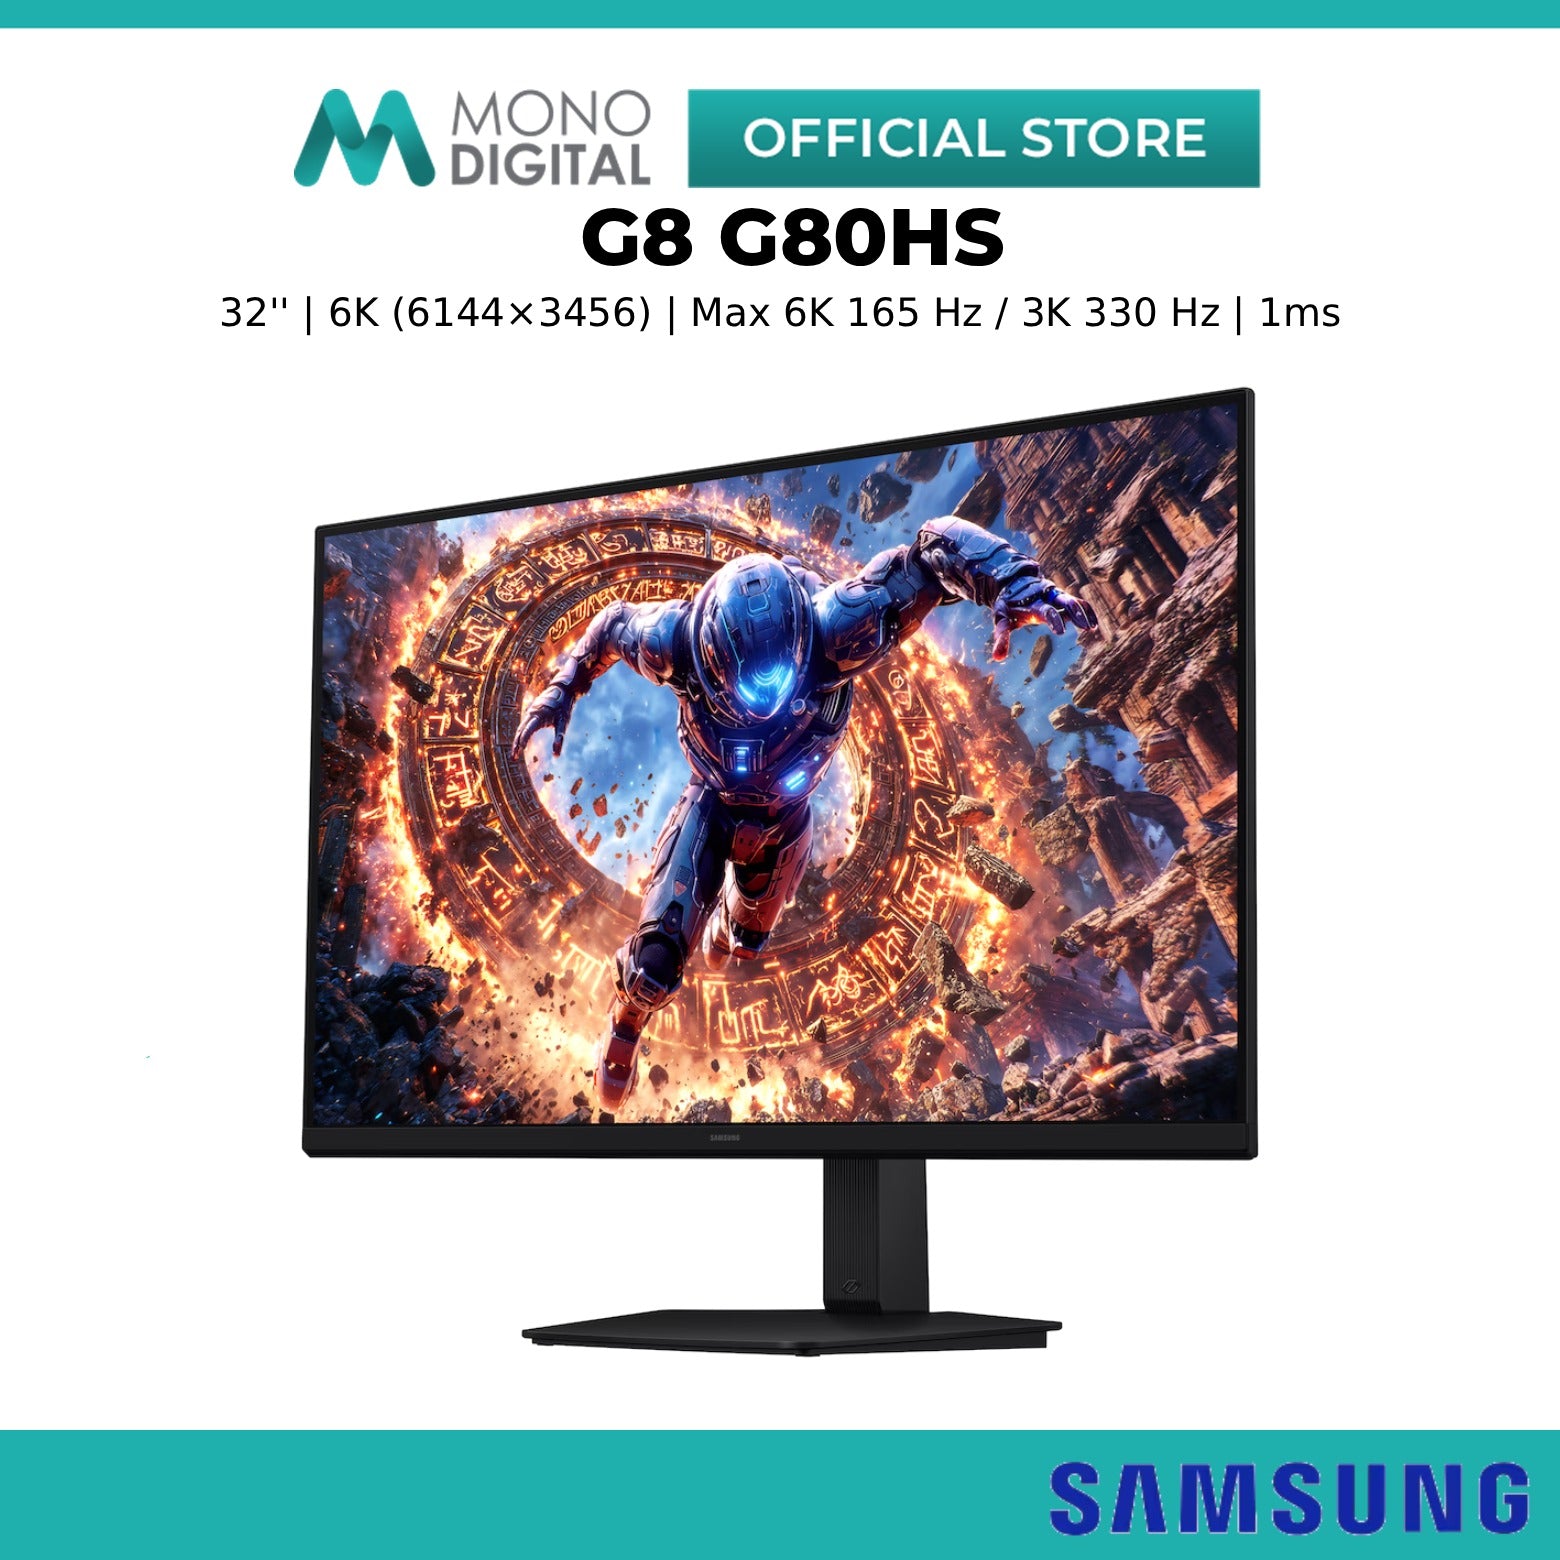 MONO
DIGITAL
OFFICIAL STORE
G8 G80HS
32'' | 6K (6144×3456) | Max 6K 165 Hz / 3K 330 Hz | 1ms
SAMSUNG
SAMSUNG